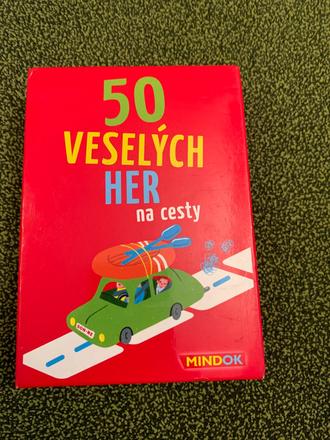 50
VESELÝCH
HER
na cesty
MINDOK